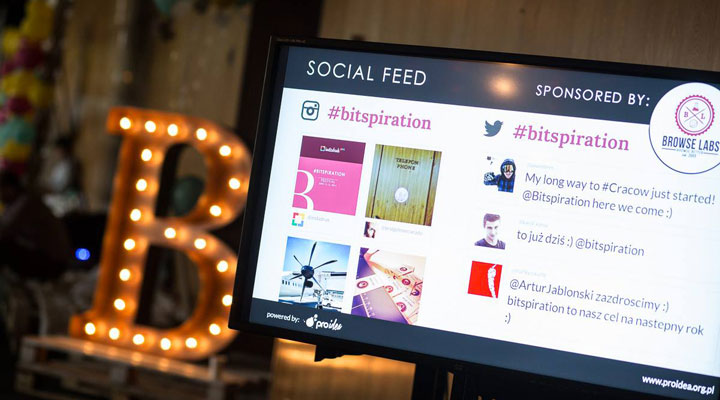 B
SOCIAL FEED
SPONSORED BY:
B L
BROWSE LABS
#bitspiration
#BITSPIRATION
B
TELEFON
PHONE
#bitspiration
My long way to #Cracow just started!
@Bitspiration here we come :)
to już dziś :) @bitspiration
@ArturJablonski zazdroscimy :)
bitspiration to nasz cel na nastepny rok
;)
powered by: proidea
www.proidea.org.pl